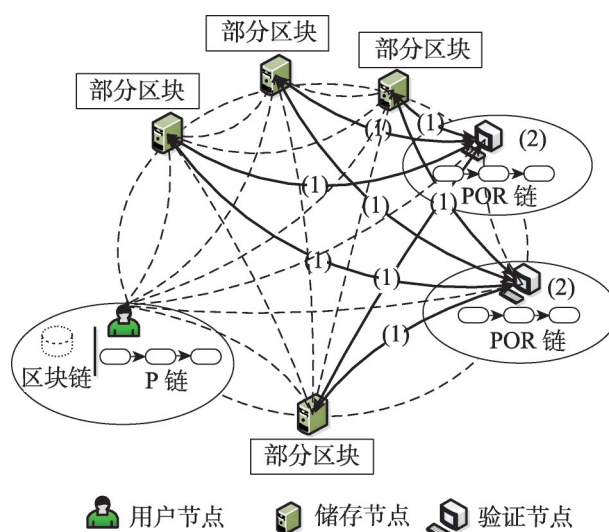 部分区块
部分区块
部分区块
(1)
(1)
(2)
POR 链
(1)
(1)
(1)
(1)
(1)
(1)
(2)
POR 链
区块链
P 链
部分区块
用户节点
储存节点
验证节点